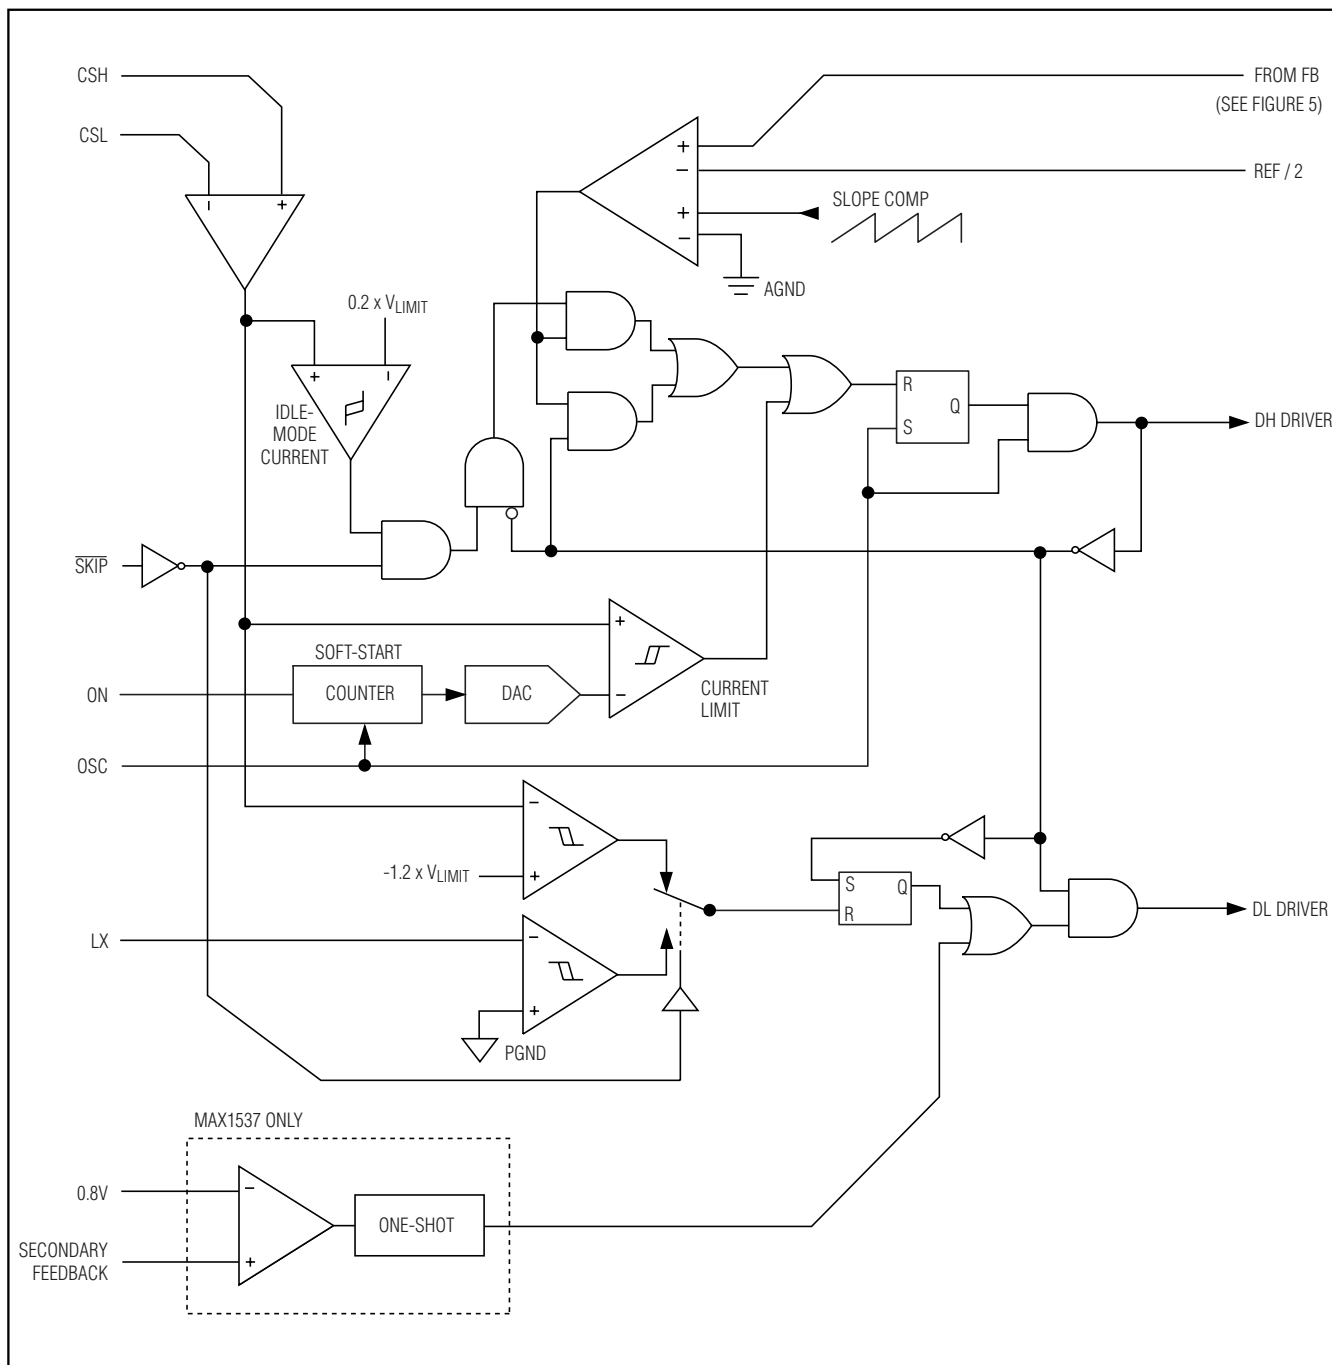 CSH
FROM FB
(SEE FIGURE 5)
CSL
REF / 2
+
−
SLOPE COMP
+
−
− +
AGND
0.2 x VLIMIT
+ −
IDLE-
MODE
CURRENT
R
Q
S
DH DRIVER
SKIP
+
−
SOFT-START
COUNTER
DAC
ON
CURRENT
LIMIT
OSC
−
+
-1.2 x VLIMIT
S
Q
R
DL DRIVER
LX
−
+
PGND
MAX1537 ONLY
0.8V
−
+
ONE-SHOT
SECONDARY
FEEDBACK